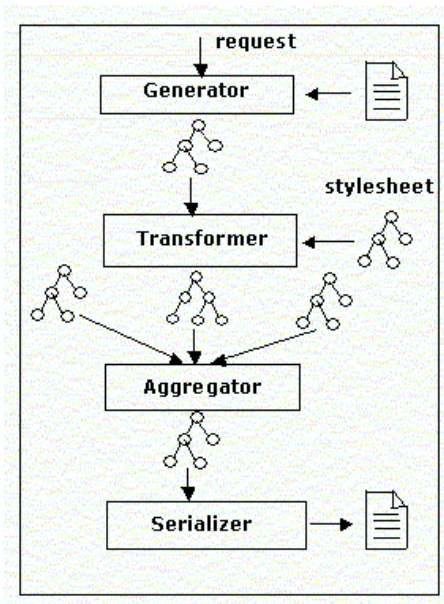 request
Generator
stylesheet
Transformer
Aggregator
Serializer